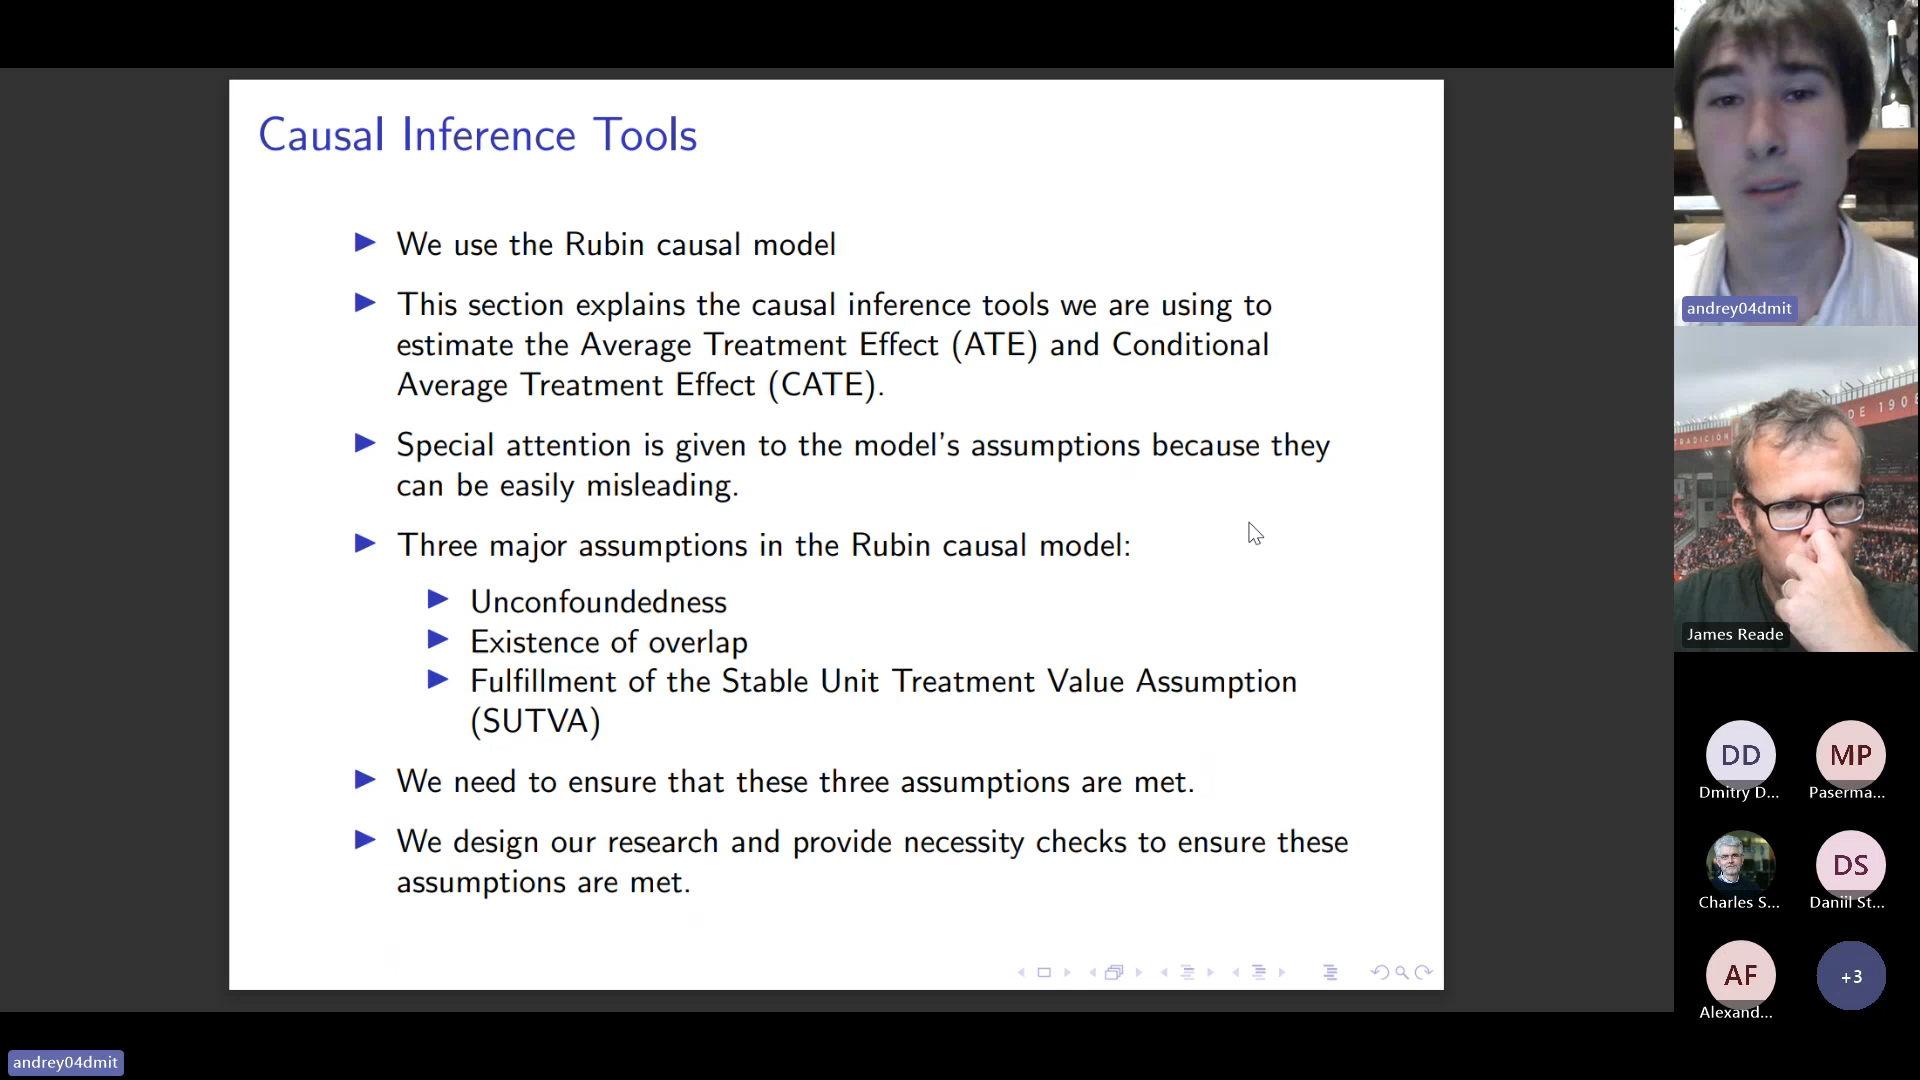 Causal Inference Tools
We use the Rubin causal model
This section explains the causal inference tools we are using to
estimate the Average Treatment Effect (ATE) and Conditional
Average Treatment Effect (CATE).
Special attention is given to the model's assumptions because they
can be easily misleading.
Three major assumptions in the Rubin causal model:
Unconfoundedness
Existence of overlap
Fulfillment of the Stable Unit Treatment Value Assumption
(SUTVA)
We need to ensure that these three assumptions are met.
We design our research and provide necessity checks to ensure these
assumptions are met.
andrey04dmit
DE 1908
TRADICIÓN
James Reade
DD
Dmitry D...
MP
Paserma...
Charles S...
DS
Daniil St...
AF
Alexand...
+3
andrey04dmit